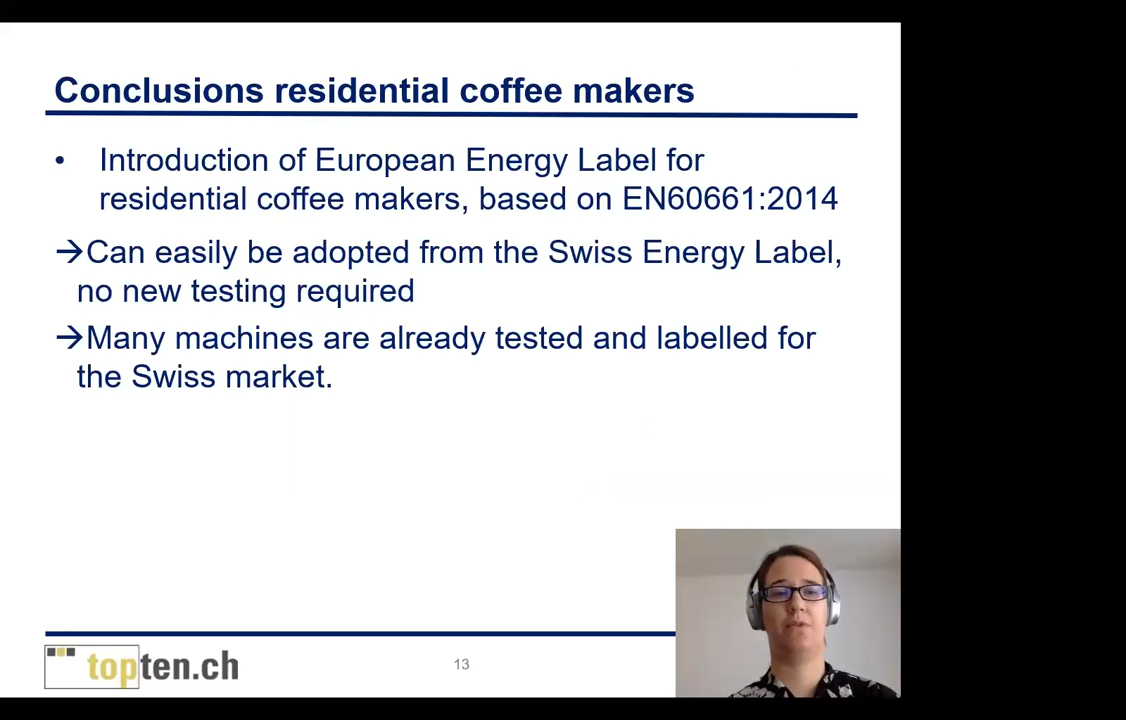 Conclusions residential coffee makers
• Introduction of European Energy Label for
residential coffee makers, based on EN60661:2014
→Can easily be adopted from the Swiss Energy Label,
no new testing required
→Many machines are already tested and labelled for
the Swiss market.
topten.ch
13